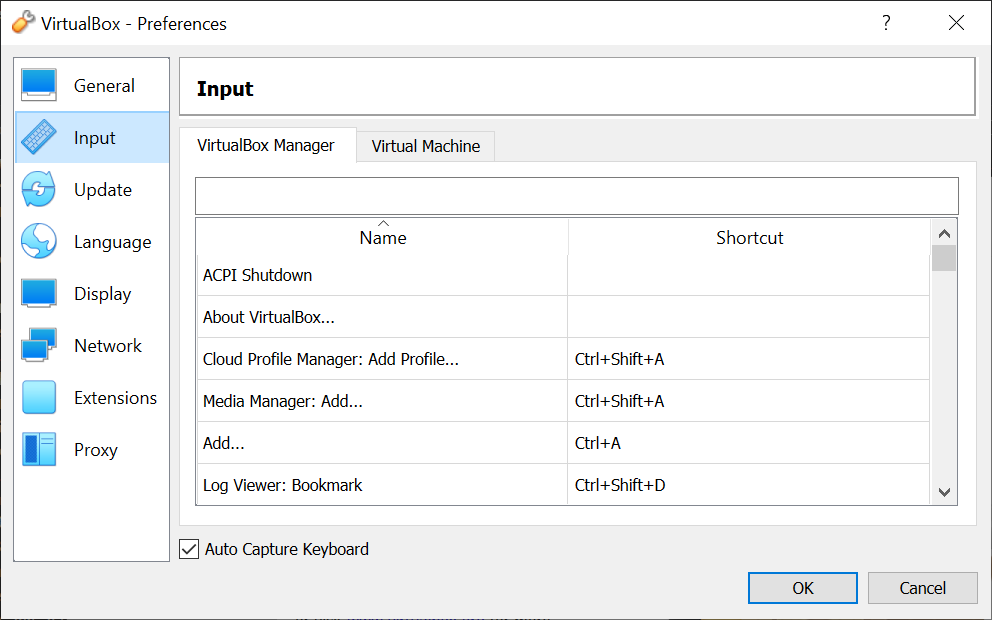 VirtualBox - Preferences
?
General
Input
Update
Language
Display
Network
Extensions
Proxy
Input
VirtualBox Manager
Virtual Machine
Name Shortcut
ACPI Shutdown
About VirtualBox...
Cloud Profile Manager: Add Profile... Ctrl+Shift+A
Media Manager: Add... Ctrl+Shift+A
Add... Ctrl+A
Log Viewer: Bookmark Ctrl+Shift+D
Auto Capture Keyboard
OK
Cancel